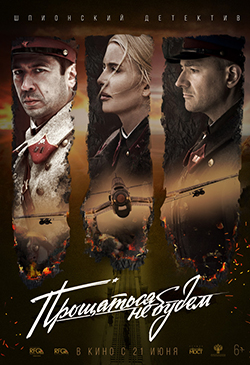 ШПИОНСКИЙ ДЕТЕКТИВ
Прощаться
не будем
В КИНО С 21 ИЮНЯ
6+